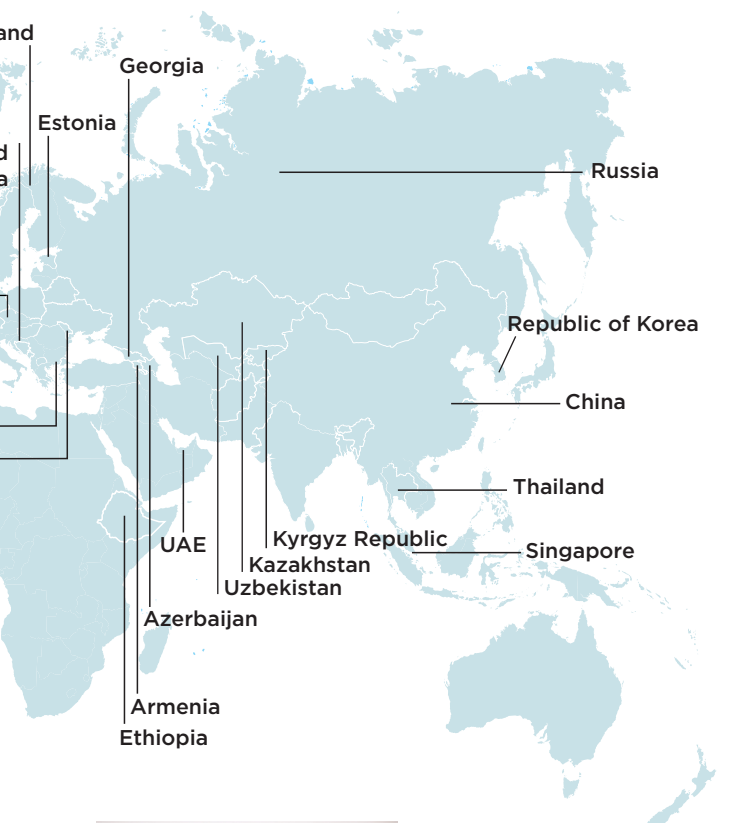 and
Georgia
Estonia
d
a
Russia
Republic of Korea
China
Thailand
Kyrgyz Republic
UAE
Singapore
Kazakhstan
Uzbekistan
Azerbaijan
Armenia
Ethiopia